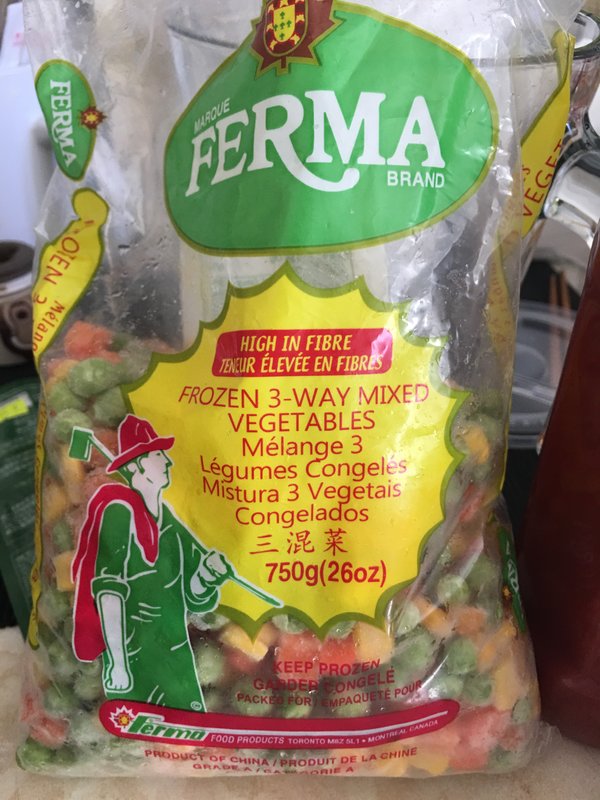 MARQUE
FERMA
BRAND
FERMA
HIGH IN FIBRE
TENEUR ÉLEVÉE EN FIBRES
FROZEN 3-WAY MIXED
VEGETABLES
Mélange 3
Légumes Congelés
Mistura 3 Vegetais
Congelados
三混菜
750g(26oz)
KEEP PROZEN
GARDER CONGELÉ
PACKED FOR / EMPAQUETÉ POUR
Ferma FOOD PRODUCTS TORONTO M8Z 5L1 • MONTREAL CANADA
PRODUCT OF CHINA / PRODUIT DE LA CHINE
GRADE A / CATÉGORIE A